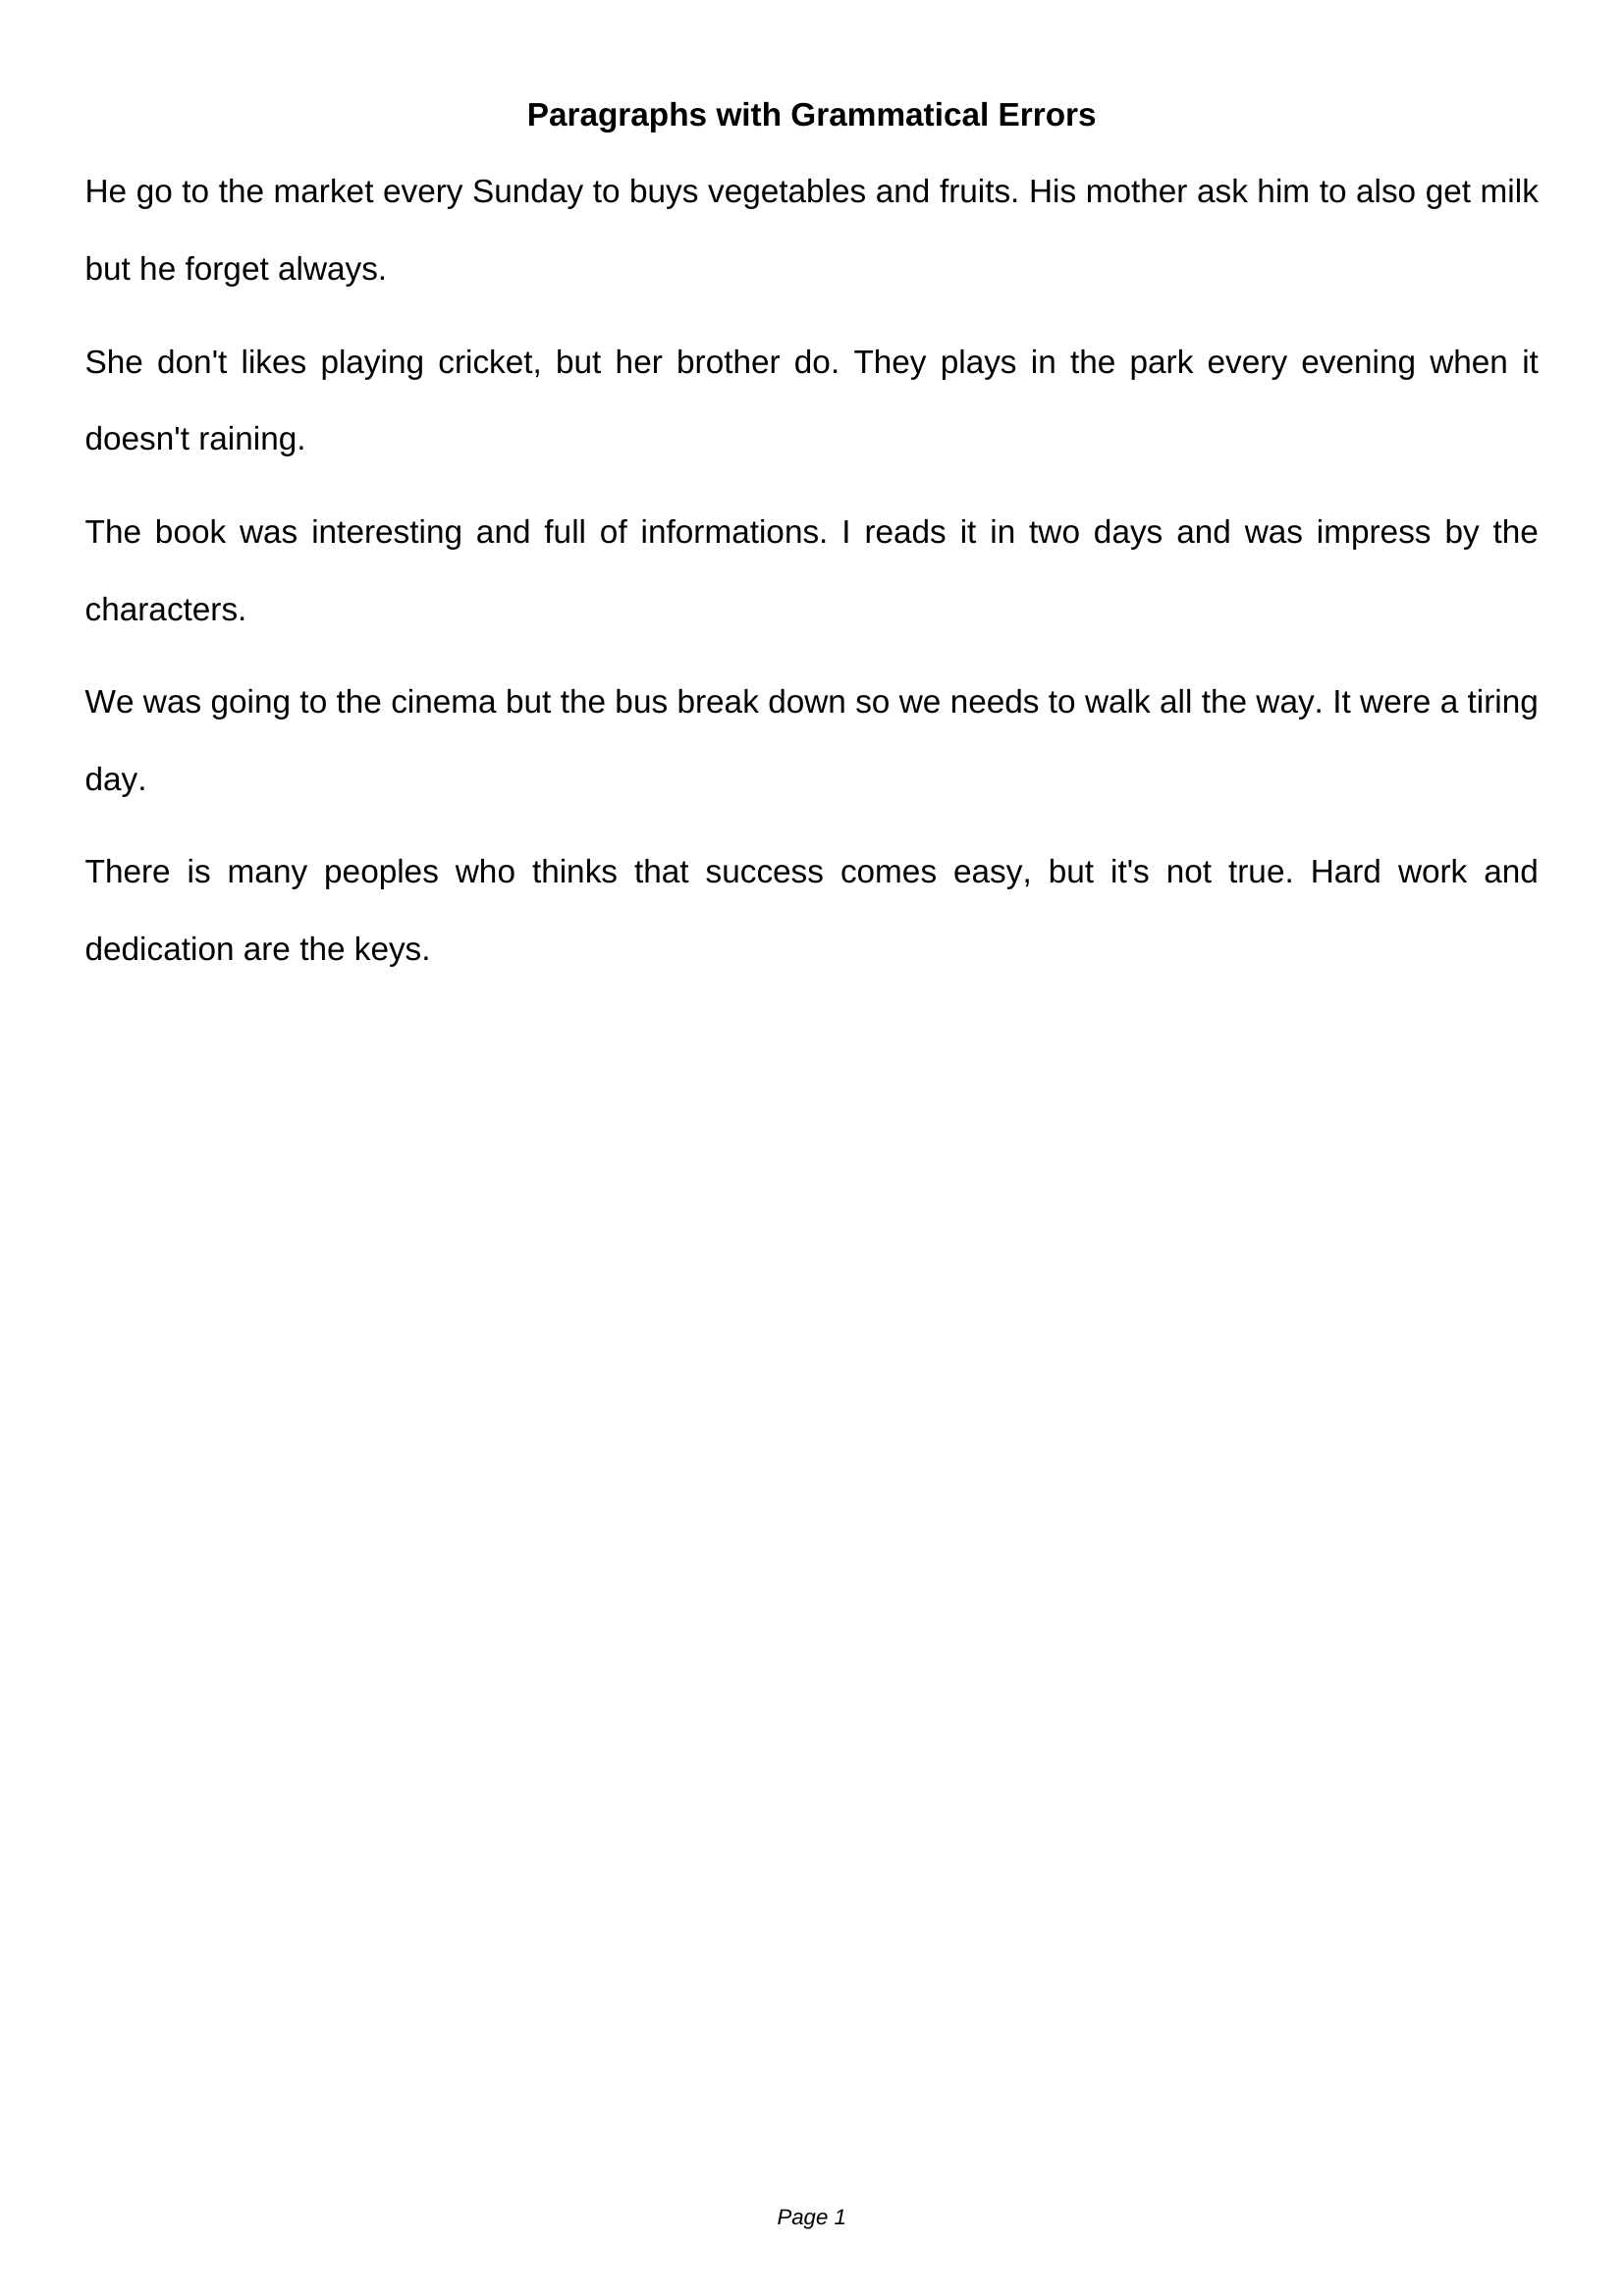 Paragraphs with Grammatical Errors
He go to the market every Sunday to buys vegetables and fruits. His mother ask him to also get milk
but he forget always.
She don't likes playing cricket, but her brother do. They plays in the park every evening when it
doesn't raining.
The book was interesting and full of informations. I reads it in two days and was impress by the
characters.
We was going to the cinema but the bus break down so we needs to walk all the way. It were a tiring
day.
There is many peoples who thinks that success comes easy, but it's not true. Hard work and
dedication are the keys.
Page 1